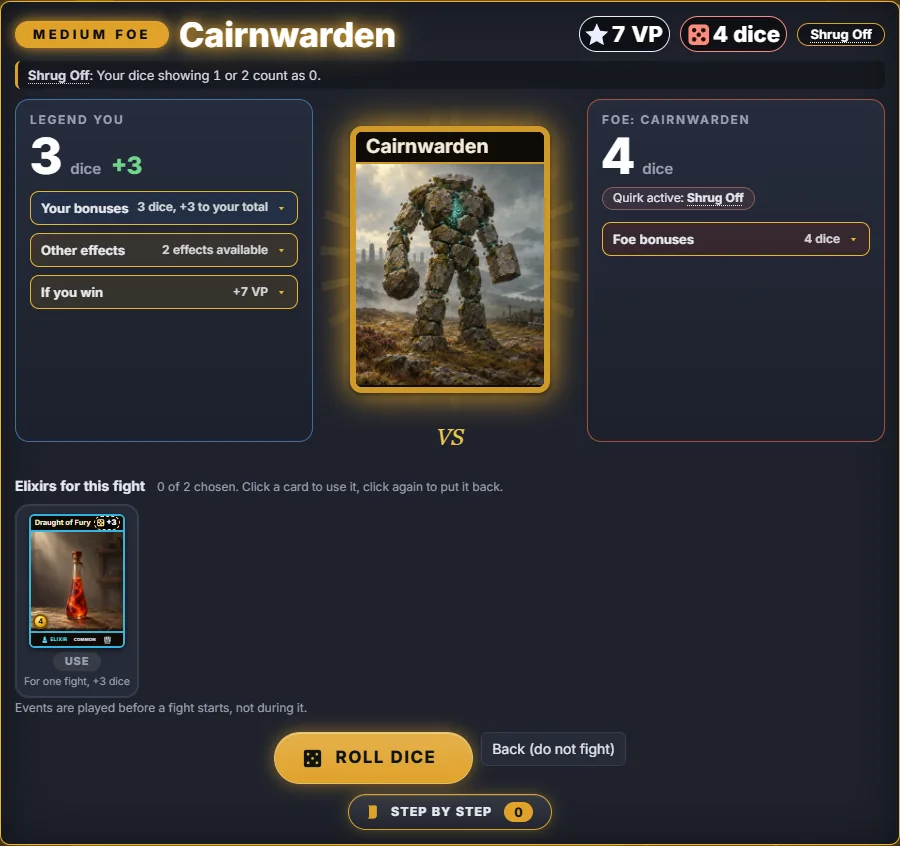 MEDIUM FOE
Cairnwarden
7 VP
4 dice
Shrug Off
Shrug Off: Your dice showing 1 or 2 count as 0.
LEGEND YOU
3 dice +3
Your bonuses 3 dice, +3 to your total
Other effects 2 effects available
If you win +7 VP
Cairnwarden
VS
FOE: CAIRNWARDEN
4 dice
Quirk active: Shrug Off
Foe bonuses 4 dice
Elixirs for this fight 0 of 2 chosen. Click a card to use it, click again to put it back.
Draught of Fury +3
4
ELIXIR COMMON
USE
For one fight, +3 dice
Events are played before a fight starts, not during it.
ROLL DICE
Back (do not fight)
STEP BY STEP 0